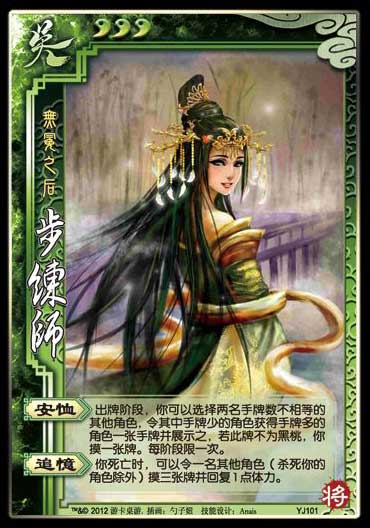 吴
無冕之后
步練師
安恤
出牌阶段，你可以选择两名手牌数不相等的
其他角色，令其中手牌少的角色获得手牌多的
角色一张手牌并展示之，若此牌不为黑桃，你
摸一张牌。每阶段限一次。
追憶
你死亡时，可以令一名其他角色（杀死你的
角色除外）摸三张牌并回复1点体力。
™&© 2012 游卡桌游. 插画：勺子妞 技能设计：Anais YJ101
将